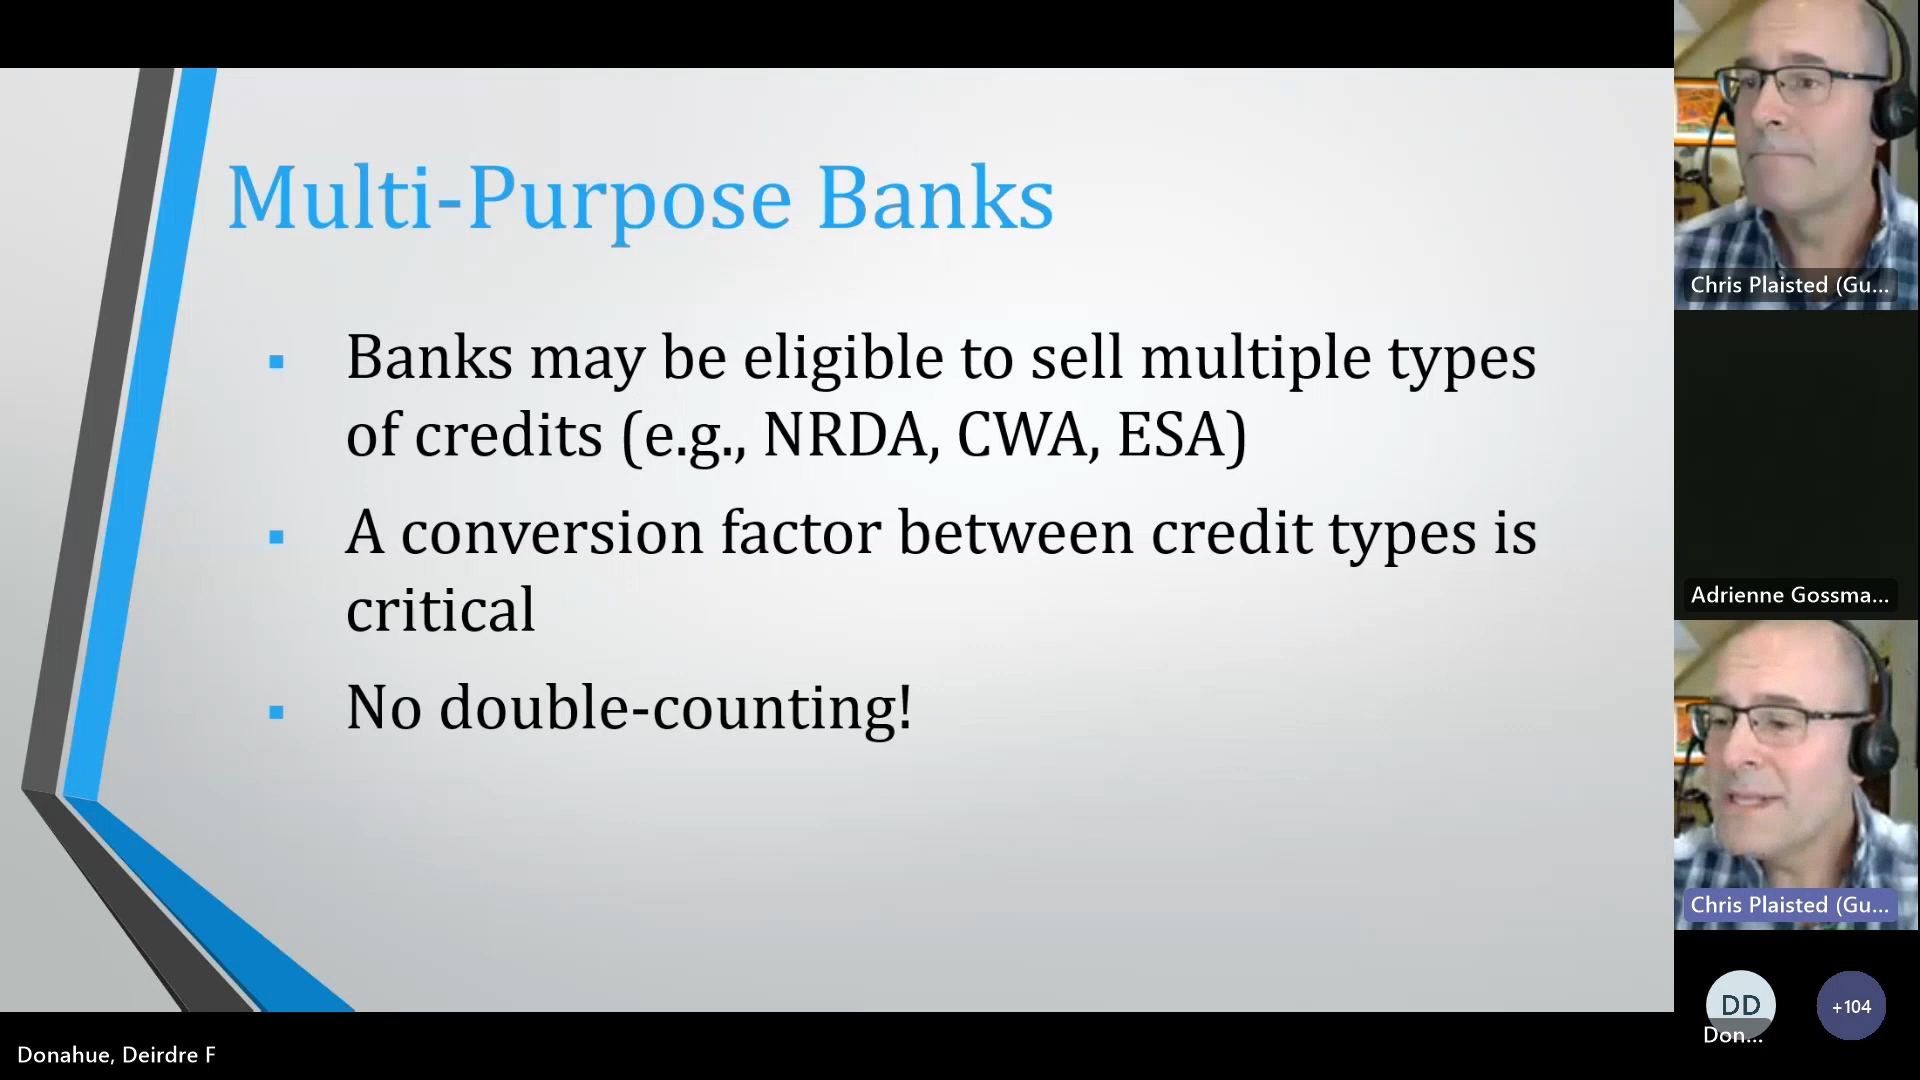 Multi-Purpose Banks
▪ Banks may be eligible to sell multiple types
of credits (e.g., NRDA, CWA, ESA)
▪ A conversion factor between credit types is
critical
▪ No double-counting!
Chris Plaisted (Gu...
Adrienne Gossma...
Chris Plaisted (Gu...
DD
Don...
+104
Donahue, Deirdre F